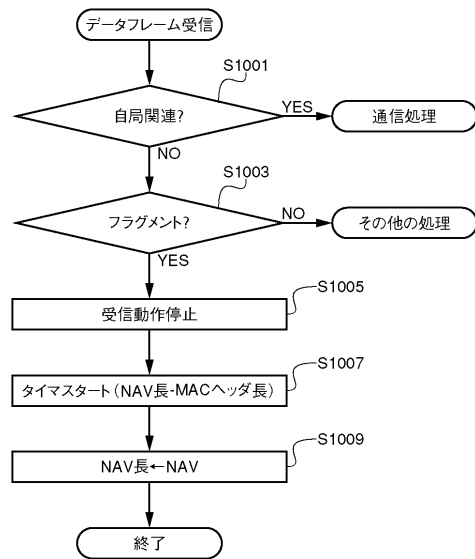 データフレーム受信
S1001
自局関連?
YES
通信処理
NO
S1003
フラグメント?
NO
その他の処理
YES
S1005
受信動作停止
S1007
タイマスタート(NAV長-MACヘッダ長)
S1009
NAV長←NAV
終了